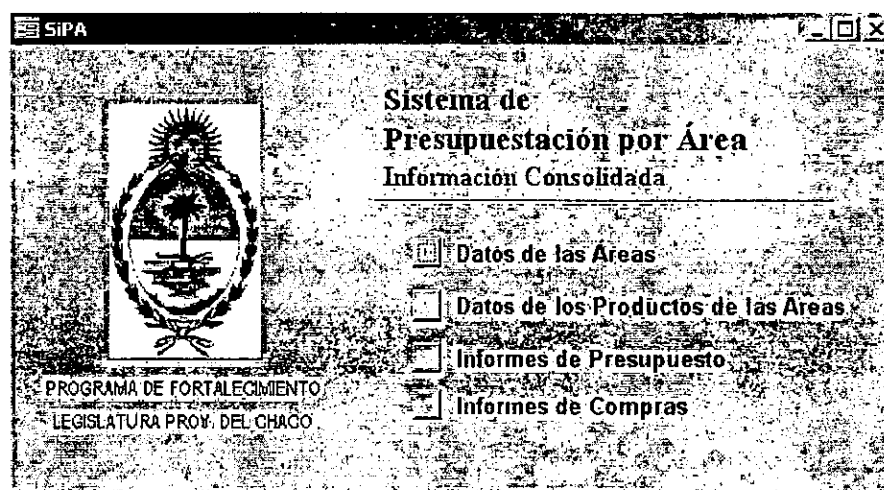 SiPA
Sistema de
Presupuestación por Área
Información Consolidada
Datos de las Áreas
Datos de los Productos de las Áreas
Informes de Presupuesto
Informes de Compras
PROGRAMA DE FORTALECIMIENTO
LEGISLATURA PROV. DEL CHACO